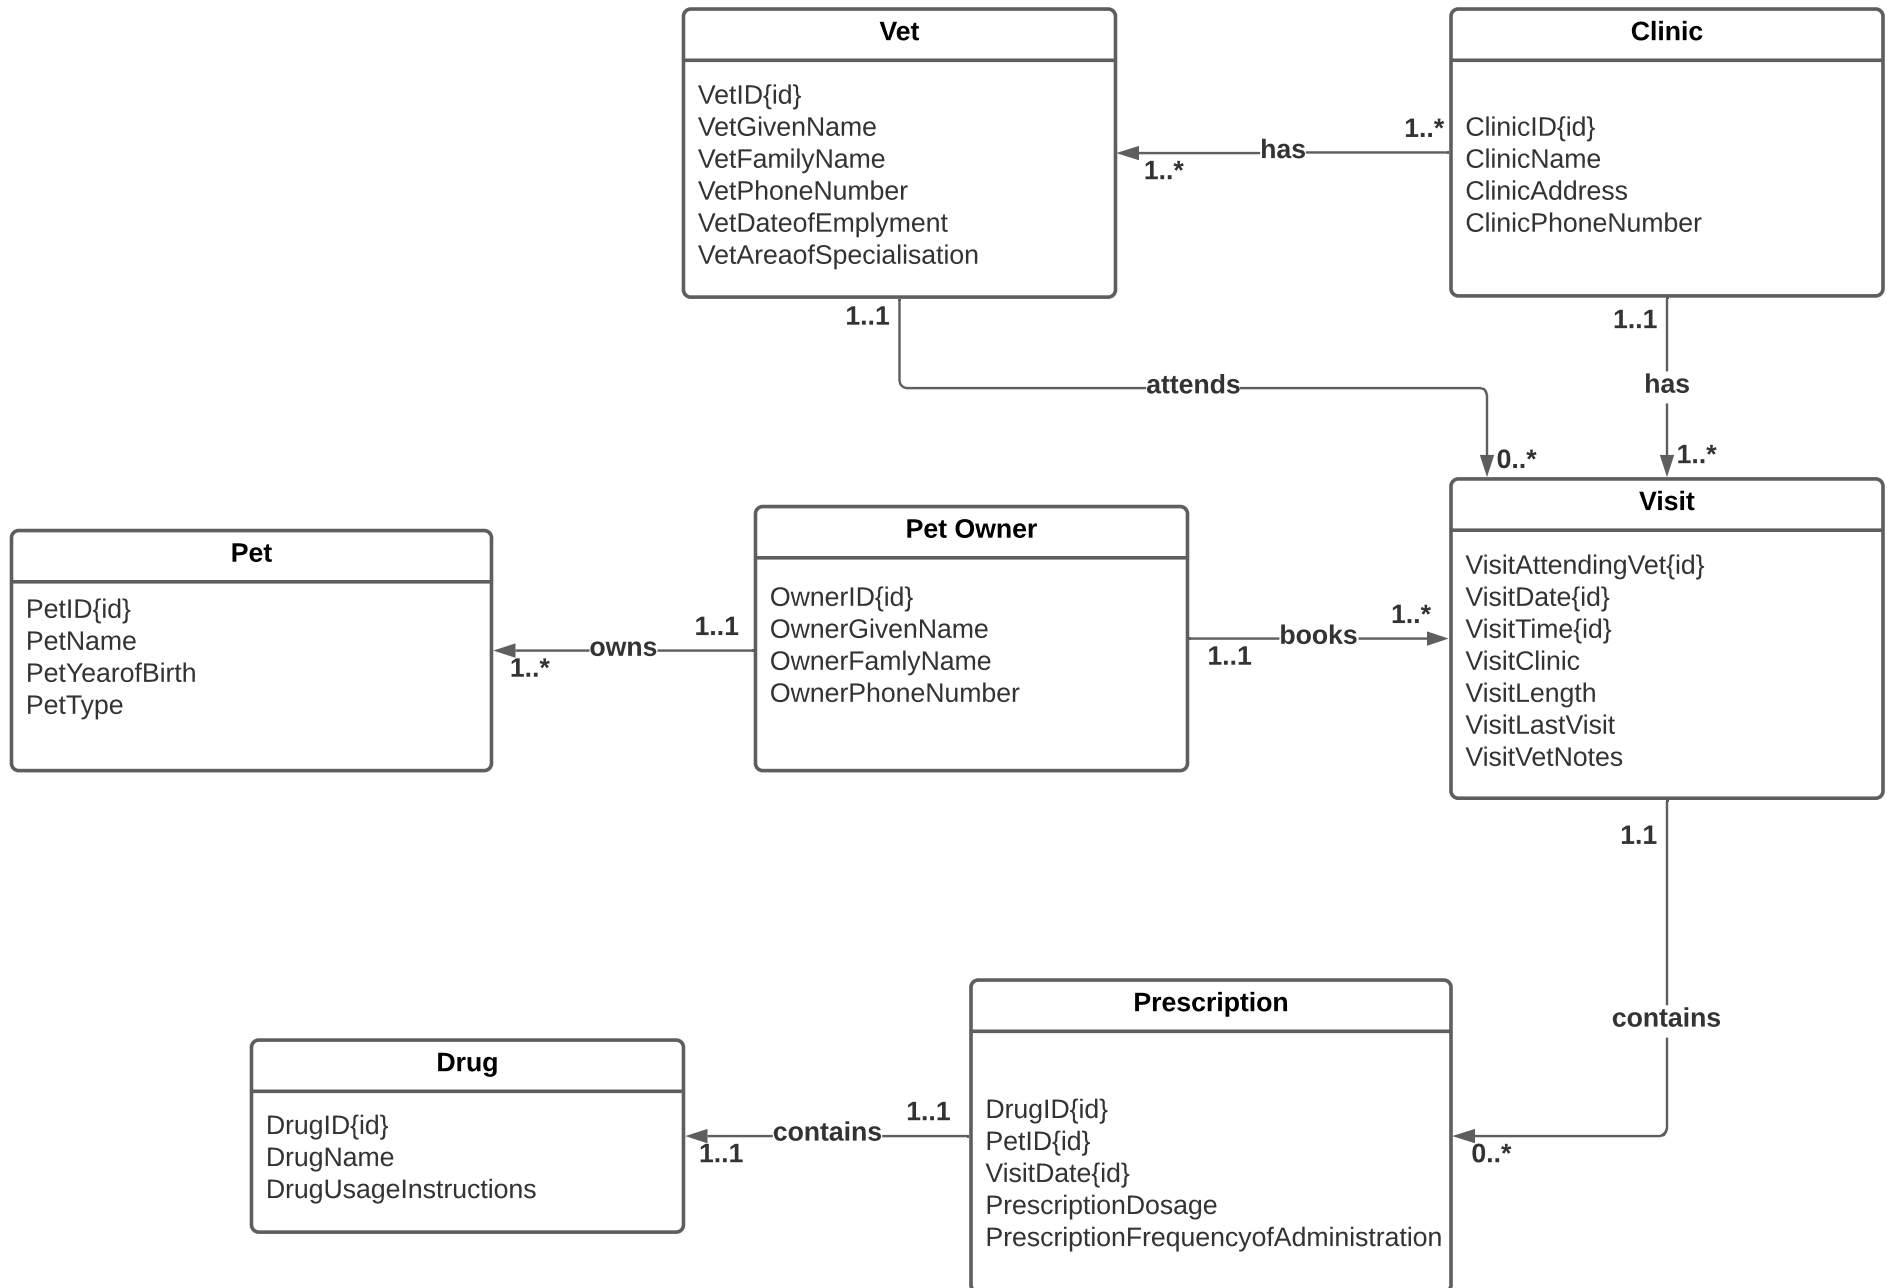 Vet
VetID{id}
VetGivenName
VetFamilyName
VetPhoneNumber
VetDateofEmplyment
VetAreaofSpecialisation
Clinic
ClinicID{id}
ClinicName
ClinicAddress
ClinicPhoneNumber
1..*
has
1..*
1..1
attends
0..*
1..1
has
1..*
Pet
PetID{id}
PetName
PetYearofBirth
PetType
1..1
owns
1..*
Pet Owner
OwnerID{id}
OwnerGivenName
OwnerFamlyName
OwnerPhoneNumber
1..*
books
1..1
Visit
VisitAttendingVet{id}
VisitDate{id}
VisitTime{id}
VisitClinic
VisitLength
VisitLastVisit
VisitVetNotes
1.1
contains
0..*
Drug
DrugID{id}
DrugName
DrugUsageInstructions
1..1
contains
1..1
Prescription
DrugID{id}
PetID{id}
VisitDate{id}
PrescriptionDosage
PrescriptionFrequencyofAdministration